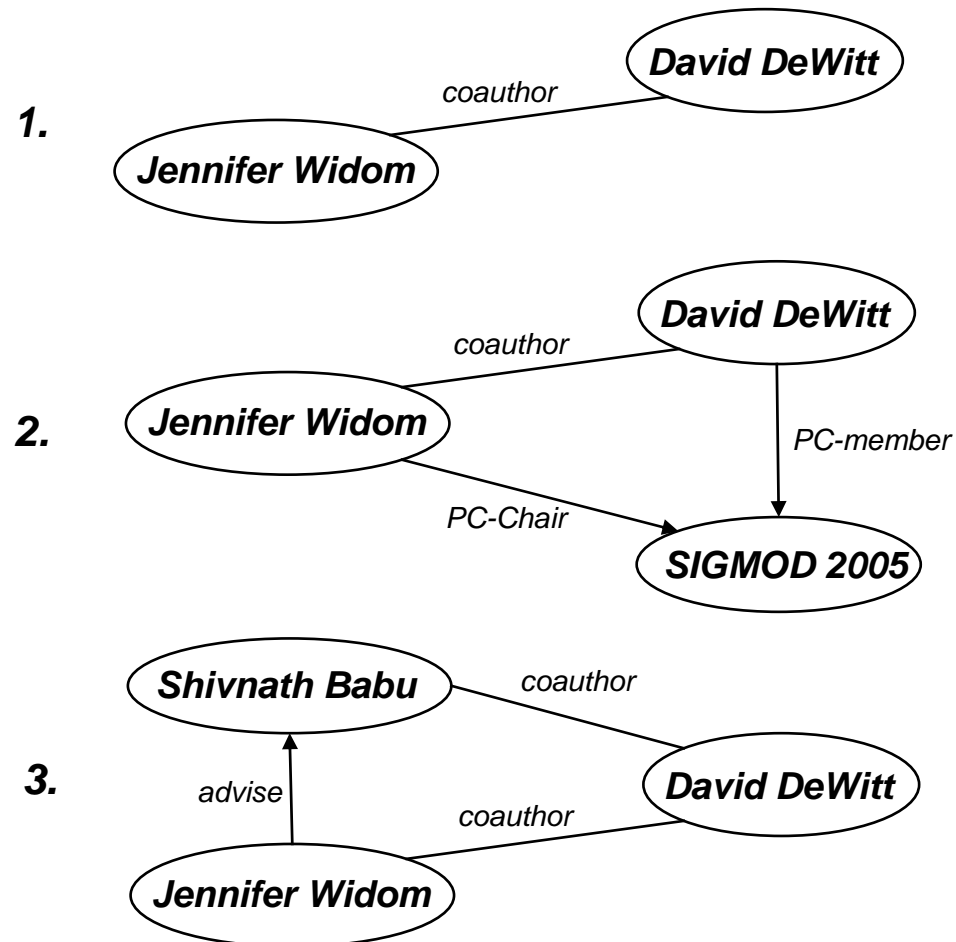 1.
David DeWitt
coauthor
Jennifer Widom
2.
David DeWitt
coauthor
Jennifer Widom
PC-member
PC-Chair
SIGMOD 2005
3.
Shivnath Babu
coauthor
David DeWitt
advise
coauthor
Jennifer Widom